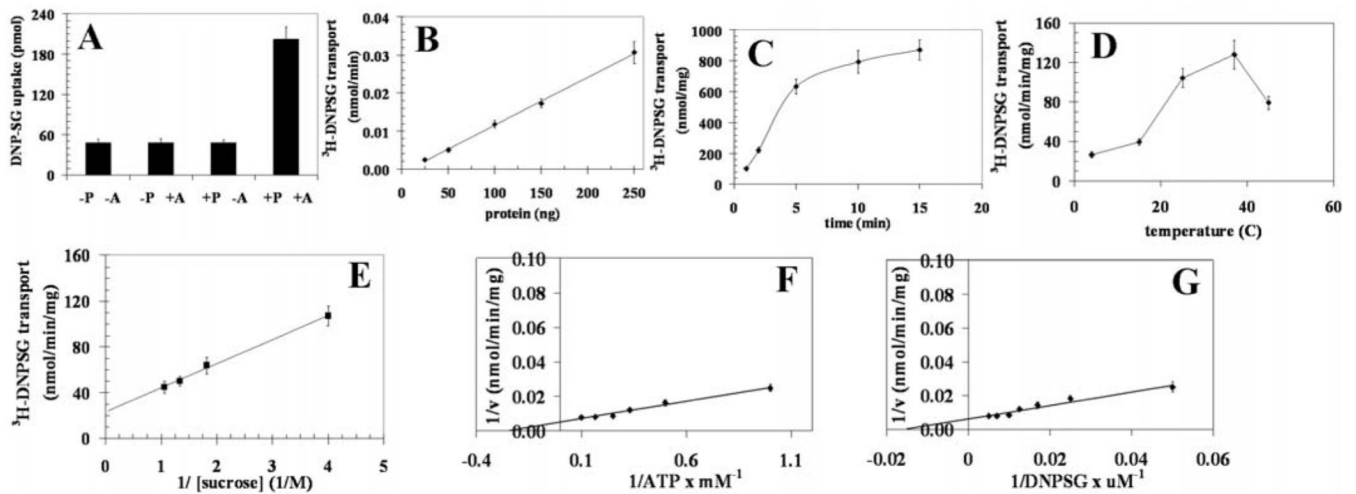 A
DNP-SG uptake (pmol)
240
180
120
60
0
-P -A -P +A +P -A +P +A
B
³H-DNPSG transport
(nmol/min)
0.04
0.03
0.02
0.01
0.00
0 50 100 150 200 250
protein (ng)
C
³H-DNPSG transport
(nmol/mg)
1000
800
600
400
200
0
0 5 10 15 20
time (min)
D
³H-DNPSG transport
(nmol/min/mg)
160
120
80
40
0
0 20 40 60
temperature (C)
E
³H-DNPSG transport
(nmol/min/mg)
160
120
80
40
0
0 1 2 3 4 5
1/ [sucrose] (1/M)
F
1/v (nmol/min/mg)
0.10
0.08
0.06
0.04
0.02
0.00
-0.4 0.1 0.6 1.1
1/ATP x mM⁻¹
G
1/v (nmol/min/mg)
0.10
0.08
0.06
0.04
0.02
0.00
-0.02 0 0.02 0.04 0.06
1/DNPSG x uM⁻¹